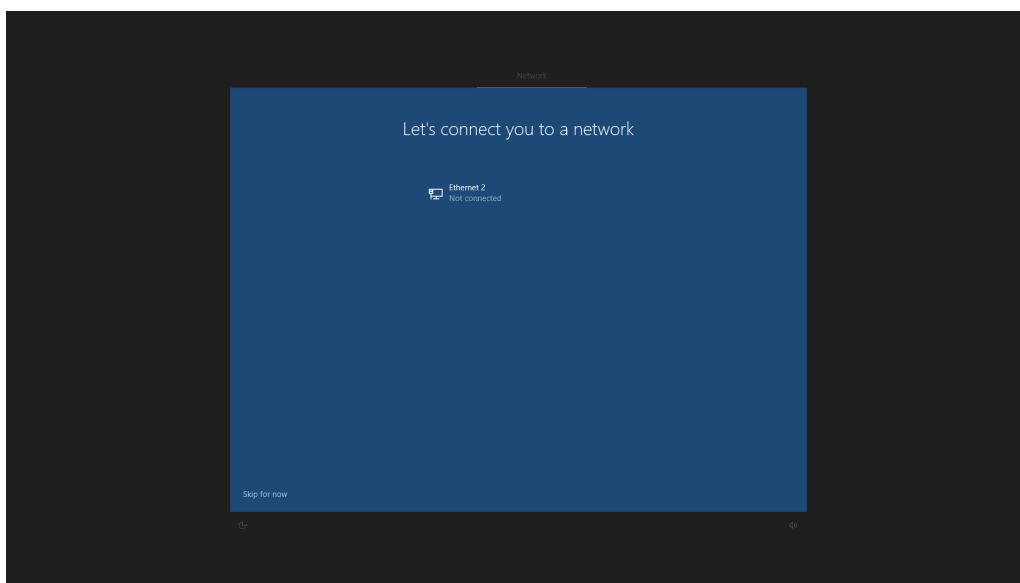 Network
Let's connect you to a network
Ethernet 2
Not connected
Skip for now